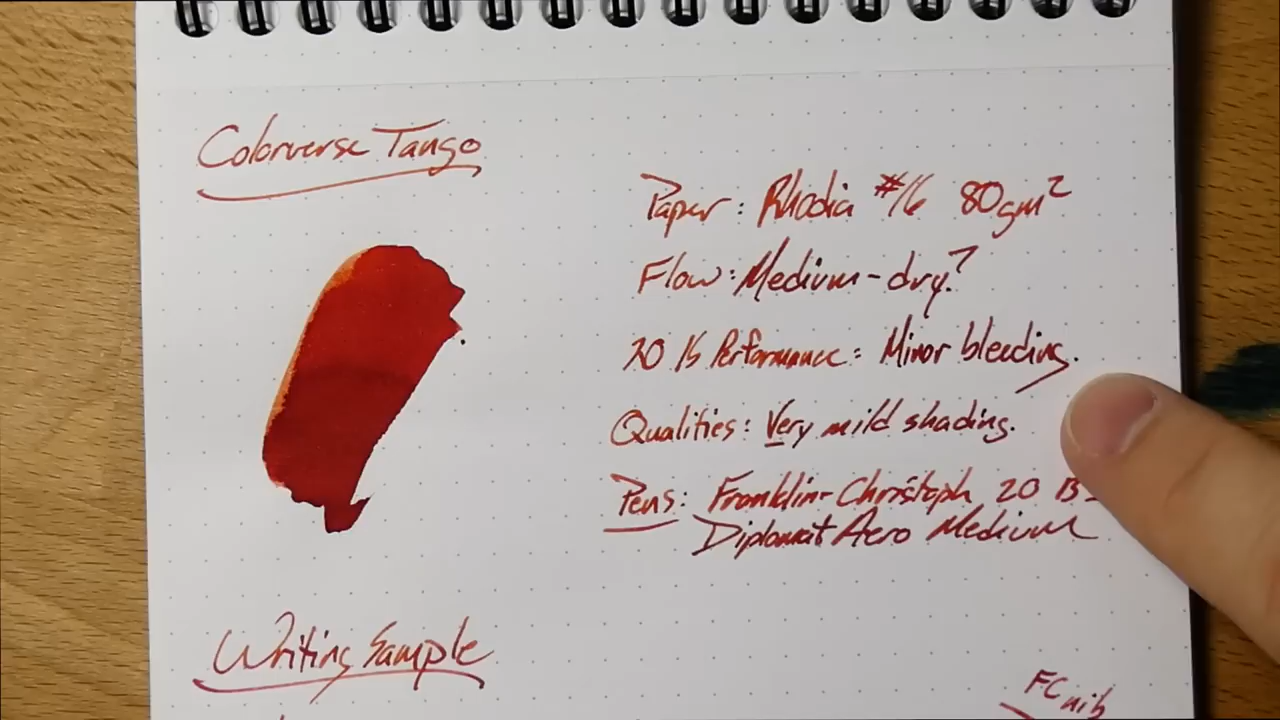 Colorverse Tango
Paper: Rhodia #16 80gm²
Flow: Medium-dry?
20 lb Performance: Minor bleeding.
Qualities: Very mild shading.
Pens: Franklin-Christoph 20 B-
Diplomat Aero Medium
Writing Sample
FC nib